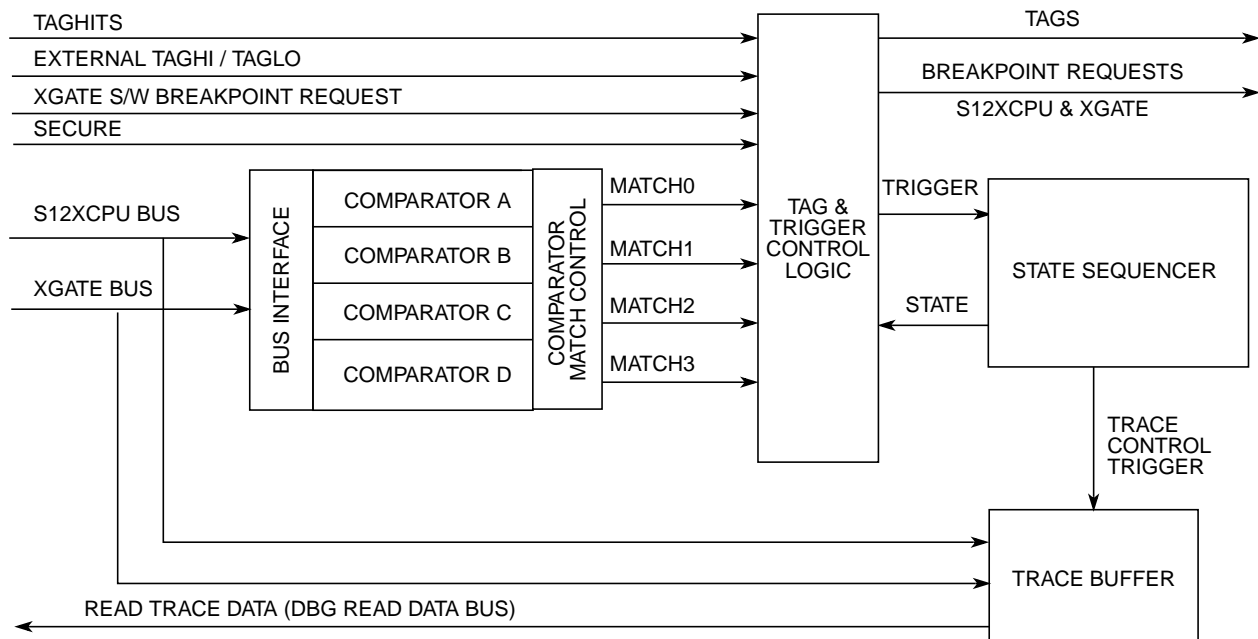 TAGHITS
EXTERNAL TAGHI / TAGLO
XGATE S/W BREAKPOINT REQUEST
SECURE
TAGS
BREAKPOINT REQUESTS
S12XCPU & XGATE
S12XCPU BUS
XGATE BUS
BUS INTERFACE
COMPARATOR A
COMPARATOR B
COMPARATOR C
COMPARATOR D
COMPARATOR
MATCH CONTROL
MATCH0
MATCH1
MATCH2
MATCH3
TAG &
TRIGGER
CONTROL
LOGIC
TRIGGER
STATE
STATE SEQUENCER
TRACE
CONTROL
TRIGGER
TRACE BUFFER
READ TRACE DATA (DBG READ DATA BUS)